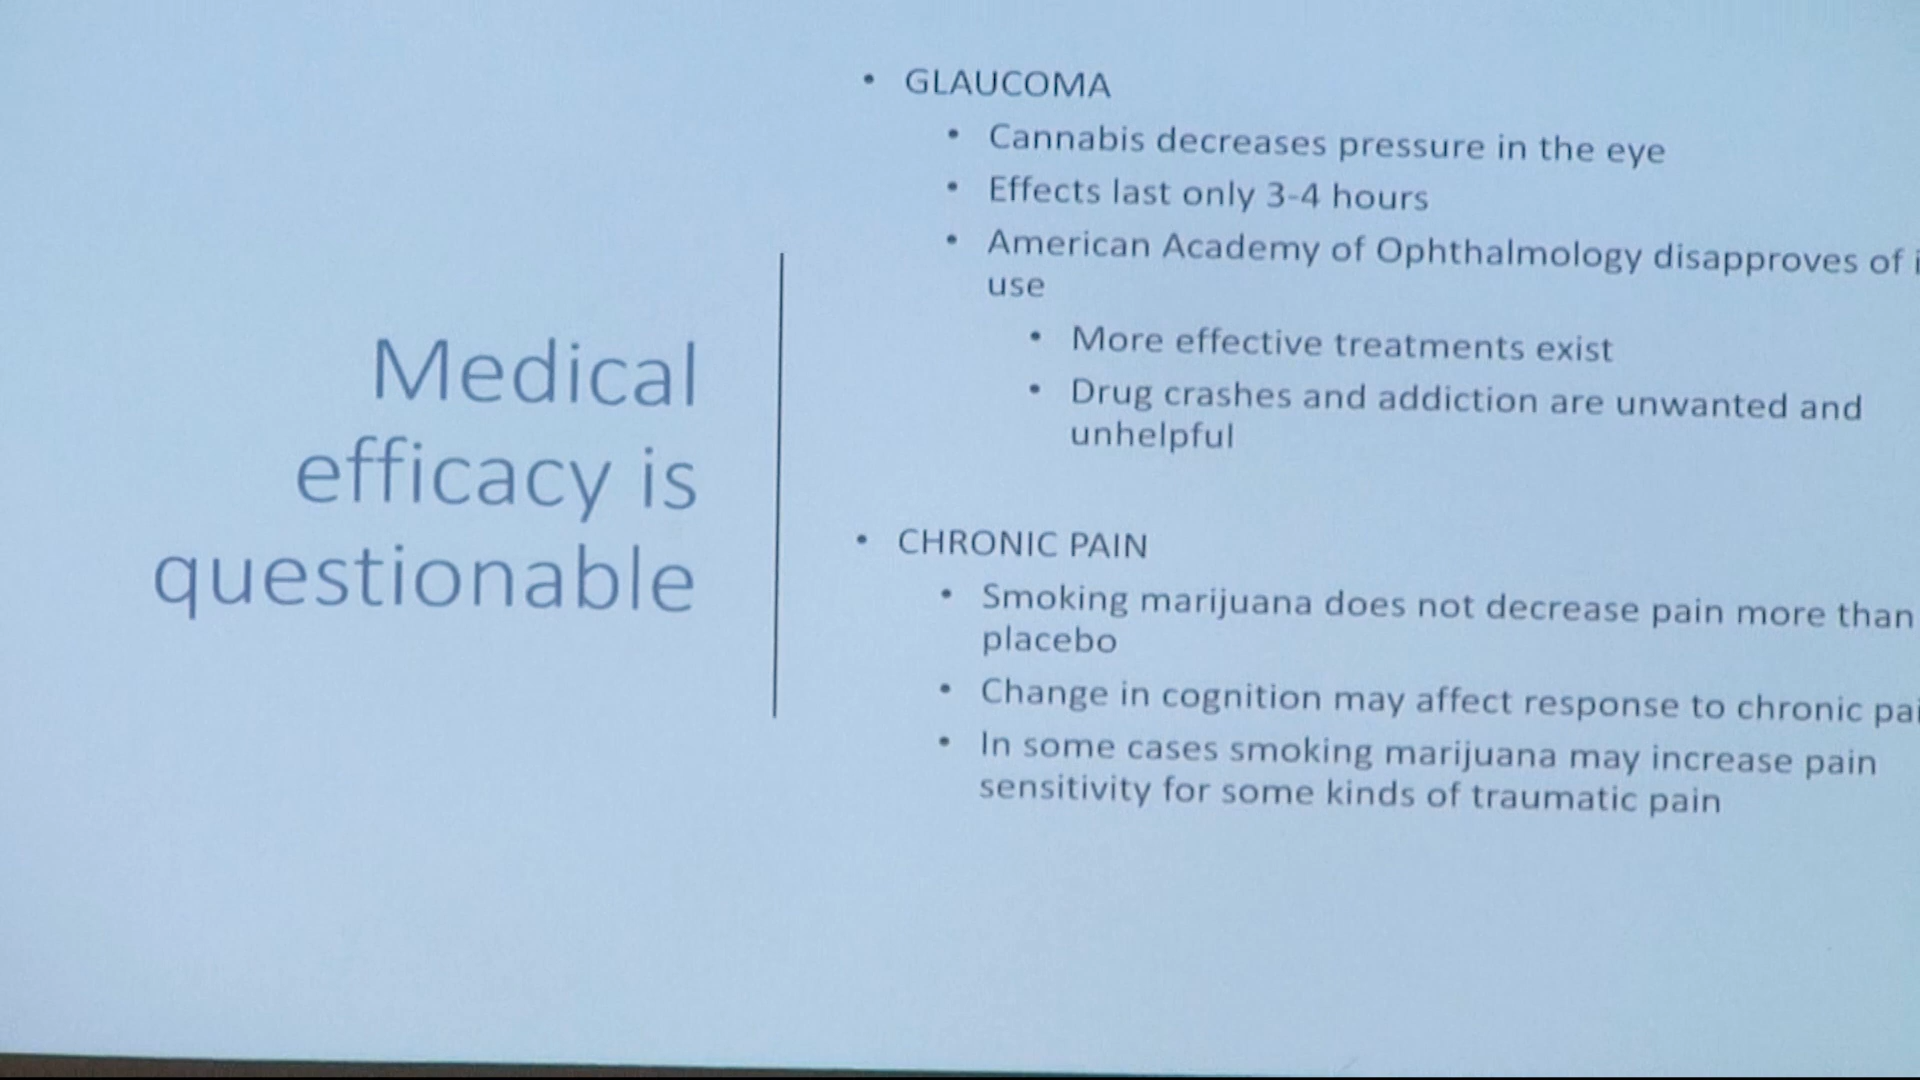 Medical
efficacy is
questionable
• GLAUCOMA
• Cannabis decreases pressure in the eye
• Effects last only 3-4 hours
• American Academy of Ophthalmology disapproves of
use
• More effective treatments exist
• Drug crashes and addiction are unwanted and
unhelpful
• CHRONIC PAIN
• Smoking marijuana does not decrease pain more than
placebo
• Change in cognition may affect response to chronic
• In some cases smoking marijuana may increase pain
sensitivity for some kinds of traumatic pain